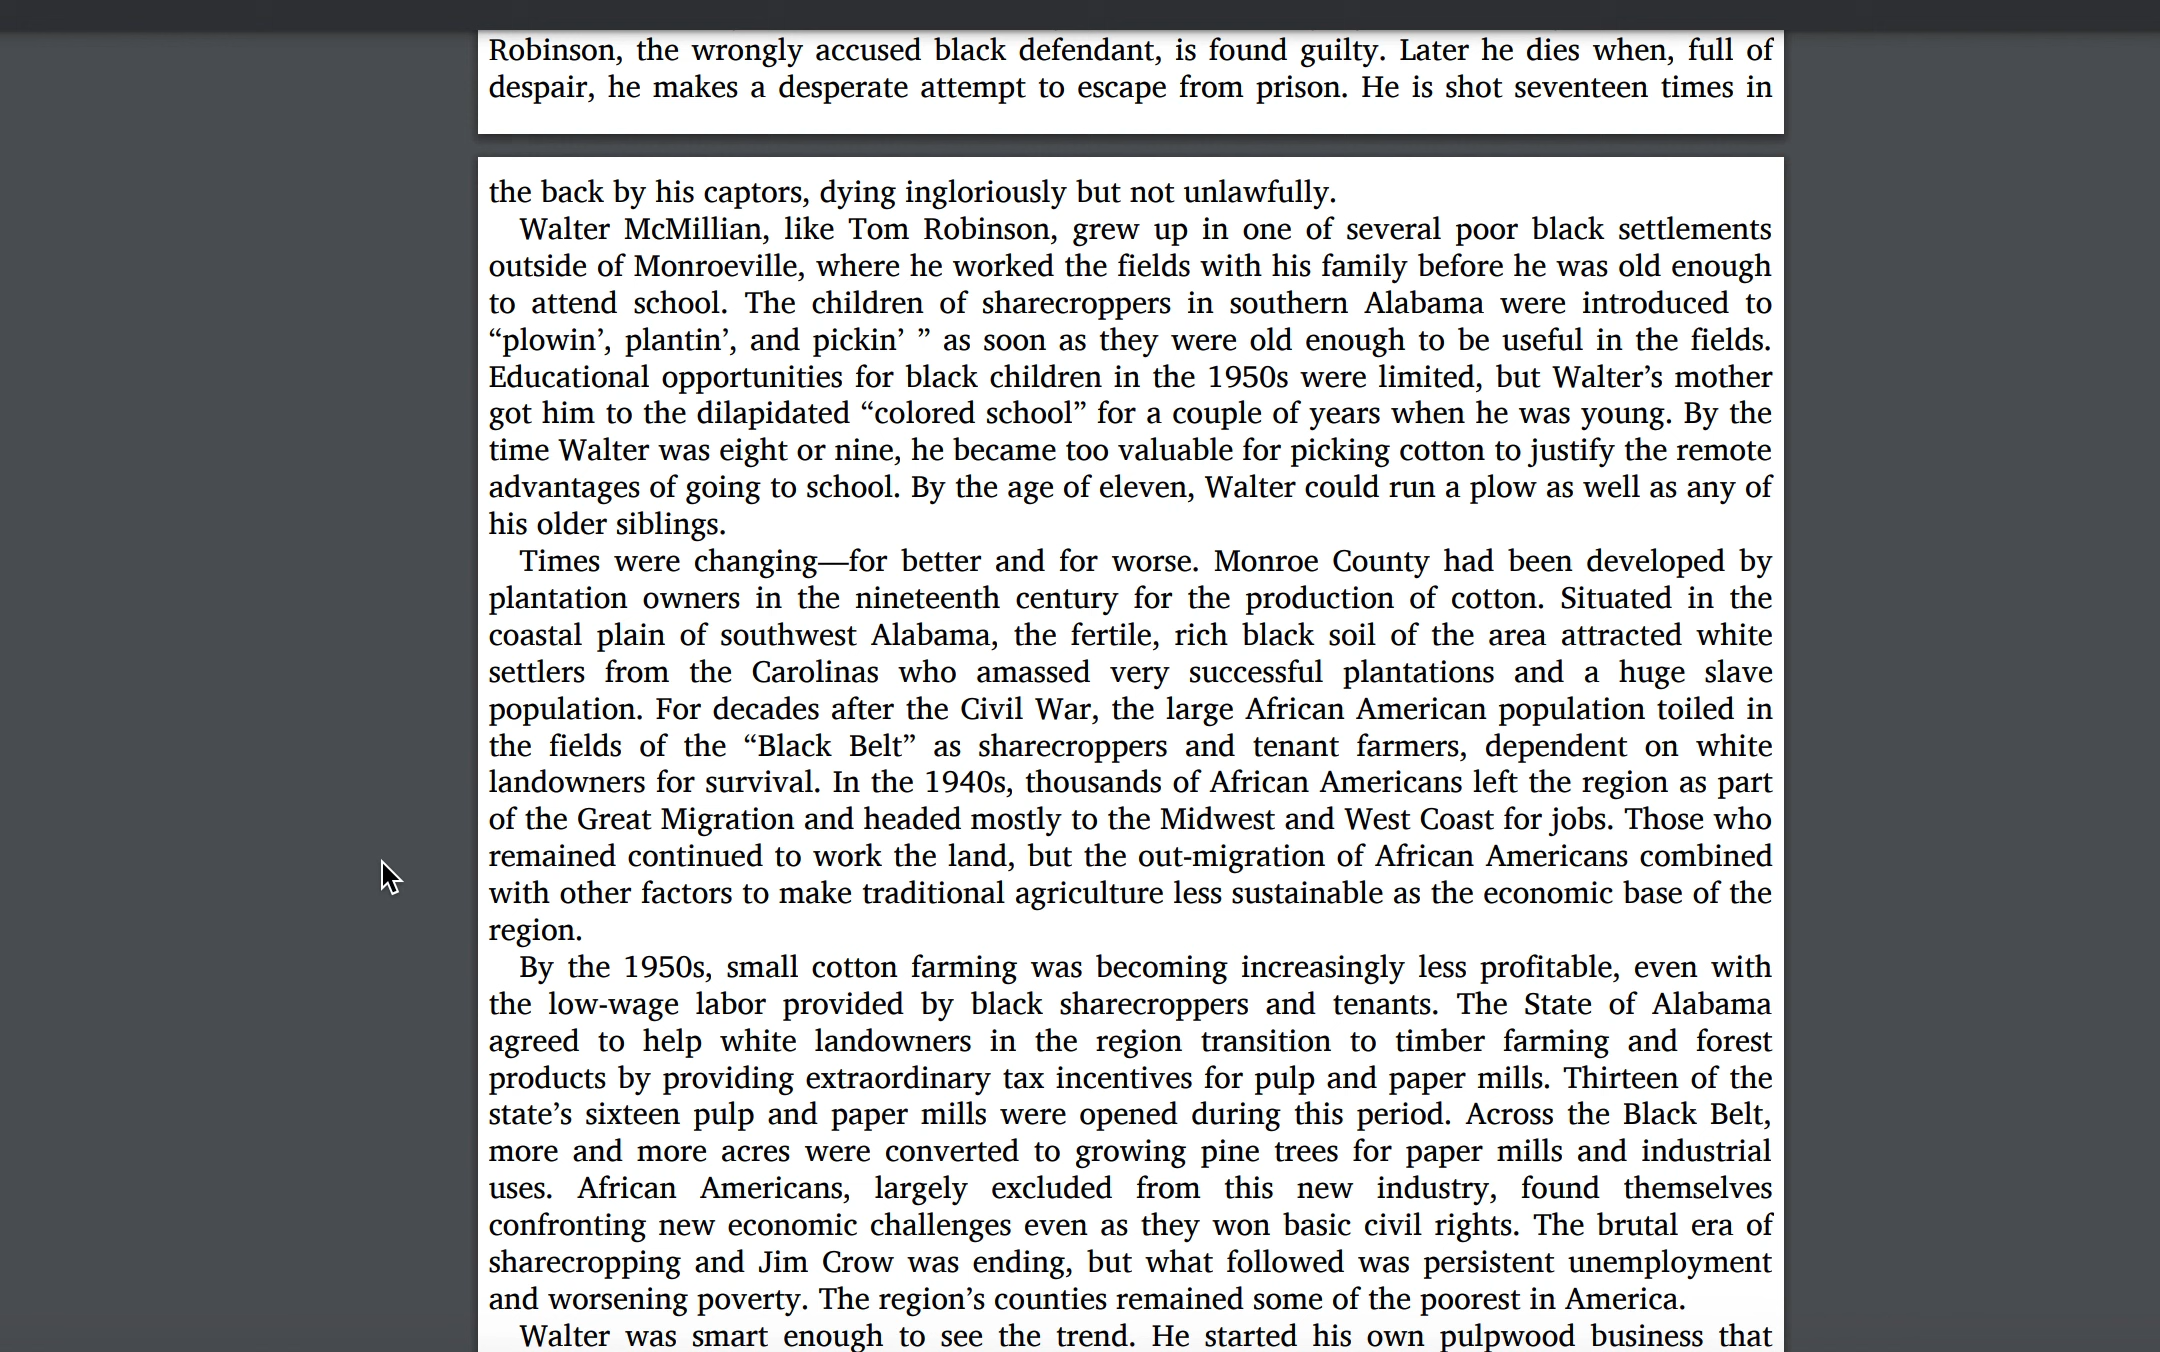 Robinson, the wrongly accused black defendant, is found guilty. Later he dies when, full of
despair, he makes a desperate attempt to escape from prison. He is shot seventeen times in
the back by his captors, dying ingloriously but not unlawfully.
Walter McMillian, like Tom Robinson, grew up in one of several poor black settlements
outside of Monroeville, where he worked the fields with his family before he was old enough
to attend school. The children of sharecroppers in southern Alabama were introduced to
“plowin’, plantin’, and pickin’ ” as soon as they were old enough to be useful in the fields.
Educational opportunities for black children in the 1950s were limited, but Walter’s mother
got him to the dilapidated “colored school” for a couple of years when he was young. By the
time Walter was eight or nine, he became too valuable for picking cotton to justify the remote
advantages of going to school. By the age of eleven, Walter could run a plow as well as any of
his older siblings.
Times were changing—for better and for worse. Monroe County had been developed by
plantation owners in the nineteenth century for the production of cotton. Situated in the
coastal plain of southwest Alabama, the fertile, rich black soil of the area attracted white
settlers from the Carolinas who amassed very successful plantations and a huge slave
population. For decades after the Civil War, the large African American population toiled in
the fields of the “Black Belt” as sharecroppers and tenant farmers, dependent on white
landowners for survival. In the 1940s, thousands of African Americans left the region as part
of the Great Migration and headed mostly to the Midwest and West Coast for jobs. Those who
remained continued to work the land, but the out-migration of African Americans combined
with other factors to make traditional agriculture less sustainable as the economic base of the
region.
By the 1950s, small cotton farming was becoming increasingly less profitable, even with
the low-wage labor provided by black sharecroppers and tenants. The State of Alabama
agreed to help white landowners in the region transition to timber farming and forest
products by providing extraordinary tax incentives for pulp and paper mills. Thirteen of the
state’s sixteen pulp and paper mills were opened during this period. Across the Black Belt,
more and more acres were converted to growing pine trees for paper mills and industrial
uses. African Americans, largely excluded from this new industry, found themselves
confronting new economic challenges even as they won basic civil rights. The brutal era of
sharecropping and Jim Crow was ending, but what followed was persistent unemployment
and worsening poverty. The region’s counties remained some of the poorest in America.
Walter was smart enough to see the trend. He started his own pulpwood business that